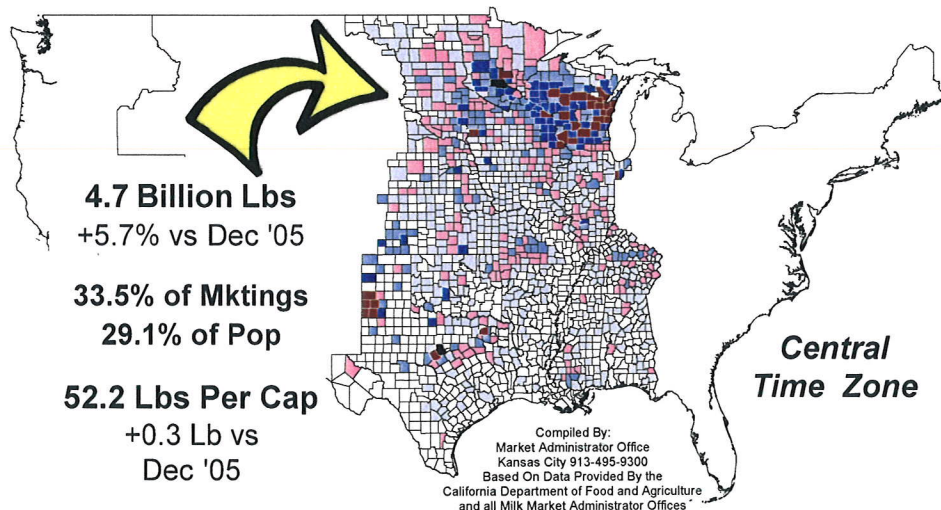 4.7 Billion Lbs
+5.7% vs Dec '05
33.5% of Mktings
29.1% of Pop
52.2 Lbs Per Cap
+0.3 Lb vs
Dec '05
Central
Time Zone
Compiled By:
Market Administrator Office
Kansas City 913-495-9300
Based On Data Provided By the
California Department of Food and Agriculture
and all Milk Market Administrator Offices